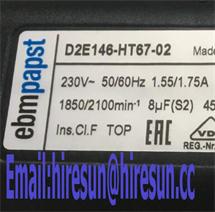 ebmpapst
D2E146-HT67-02 Made
230V~ 50/60Hz 1.55/1.75A
1850/2100min⁻¹ 8µF(S2) 45
Ins.Cl.F TOP EAC VD
REG.-Nr.
Email:hiresun@hiresun.cc